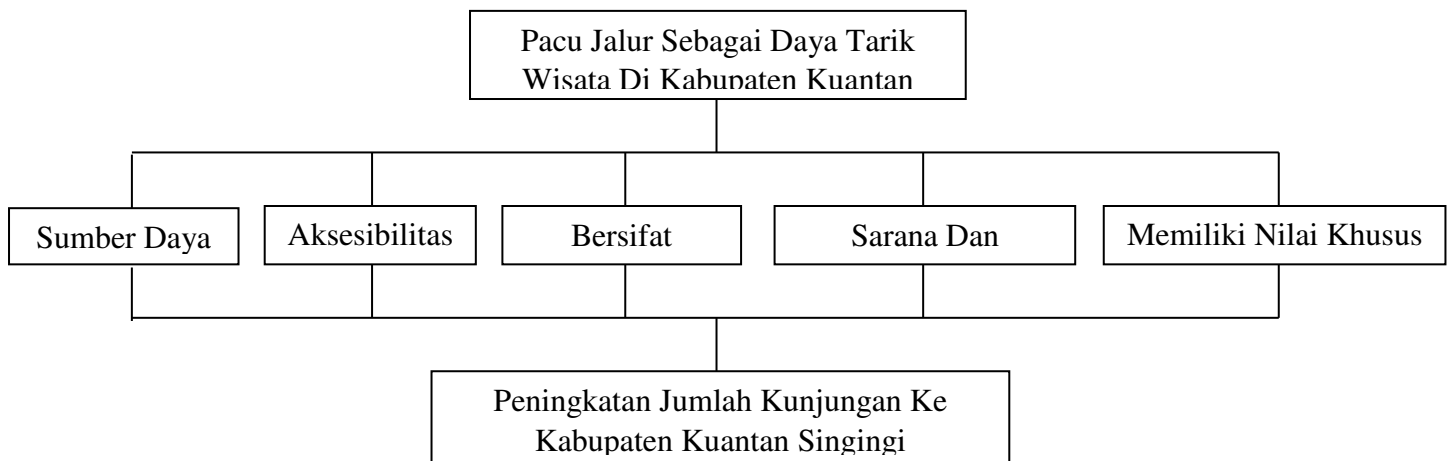 Pacu Jalur Sebagai Daya Tarik
Wisata Di Kabupaten Kuantan
Sumber Daya
Aksesibilitas
Bersifat
Sarana Dan
Memiliki Nilai Khusus
Peningkatan Jumlah Kunjungan Ke
Kabupaten Kuantan Singingi